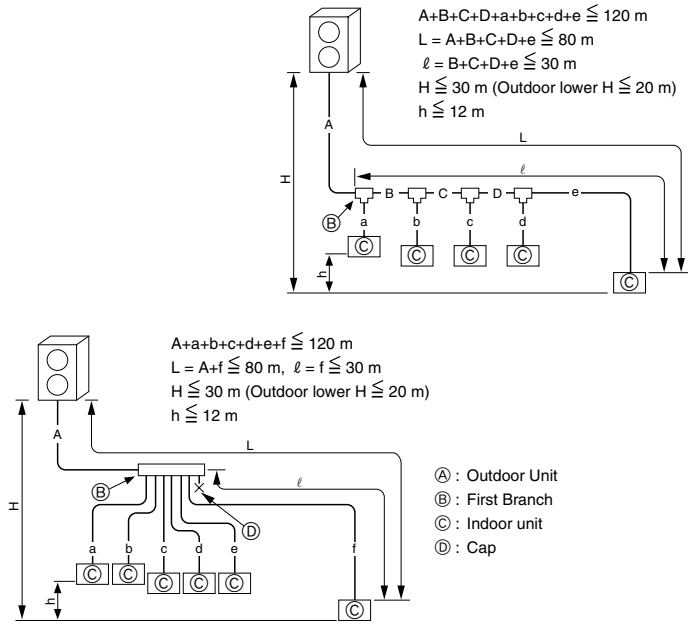 A+B+C+D+a+b+c+d+e ≦ 120 m
L = A+B+C+D+e ≦ 80 m
ℓ = B+C+D+e ≦ 30 m
H ≦ 30 m (Outdoor lower H ≦ 20 m)
h ≦ 12 m
A
L
H
ℓ
B C D e
Ⓑ
a b c d
Ⓒ
Ⓒ Ⓒ Ⓒ
h
Ⓒ
A+a+b+c+d+e+f ≦ 120 m
L = A+f ≦ 80 m, ℓ = f ≦ 30 m
H ≦ 30 m (Outdoor lower H ≦ 20 m)
h ≦ 12 m
A
L
H
ℓ
Ⓑ
Ⓓ
a b c d e f
Ⓒ Ⓒ Ⓒ Ⓒ Ⓒ
h
Ⓒ
Ⓐ : Outdoor Unit
Ⓑ : First Branch
Ⓒ : Indoor unit
Ⓓ : Cap